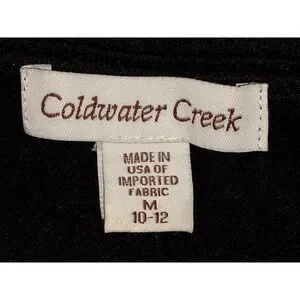 Coldwater Creek
MADE IN
USA OF
IMPORTED
FABRIC
M
10-12